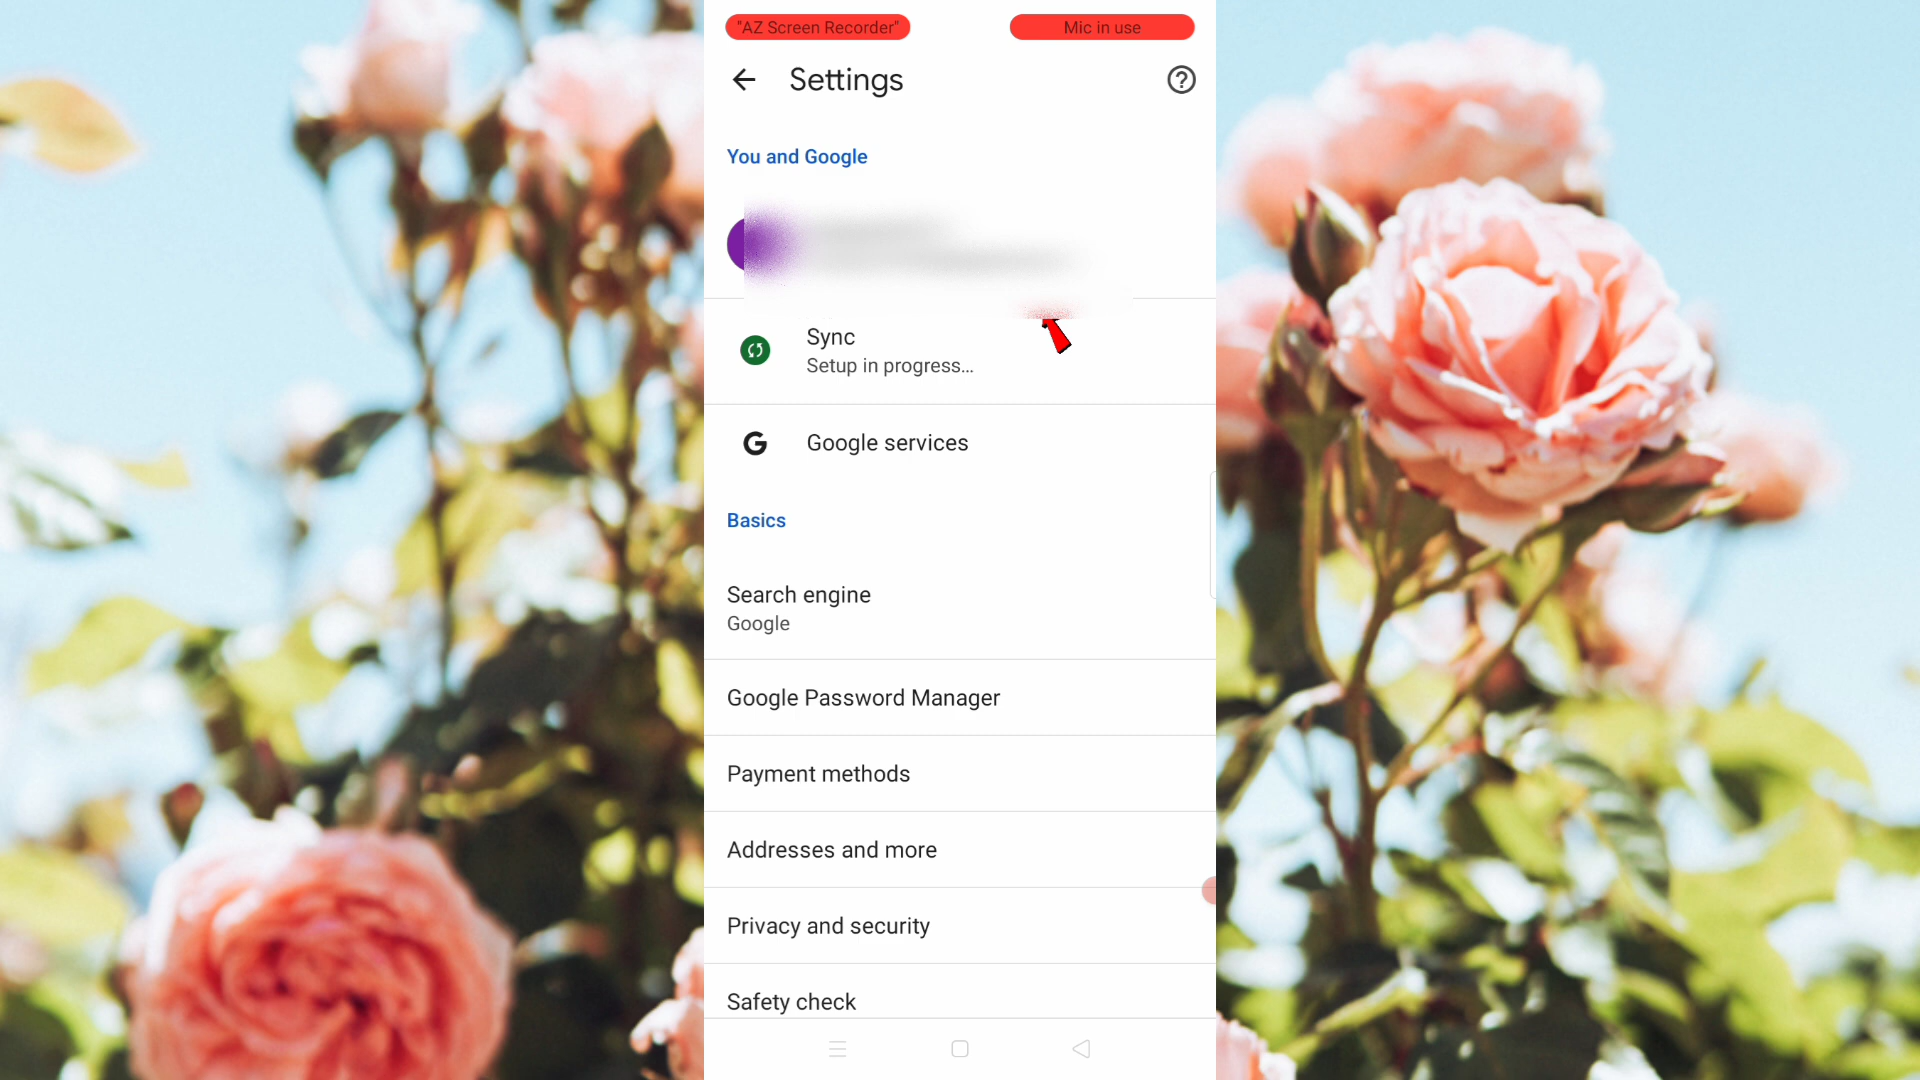 "AZ Screen Recorder"
Mic in use
Settings
You and Google
Sync
Setup in progress...
Google services
Basics
Search engine
Google
Google Password Manager
Payment methods
Addresses and more
Privacy and security
Safety check